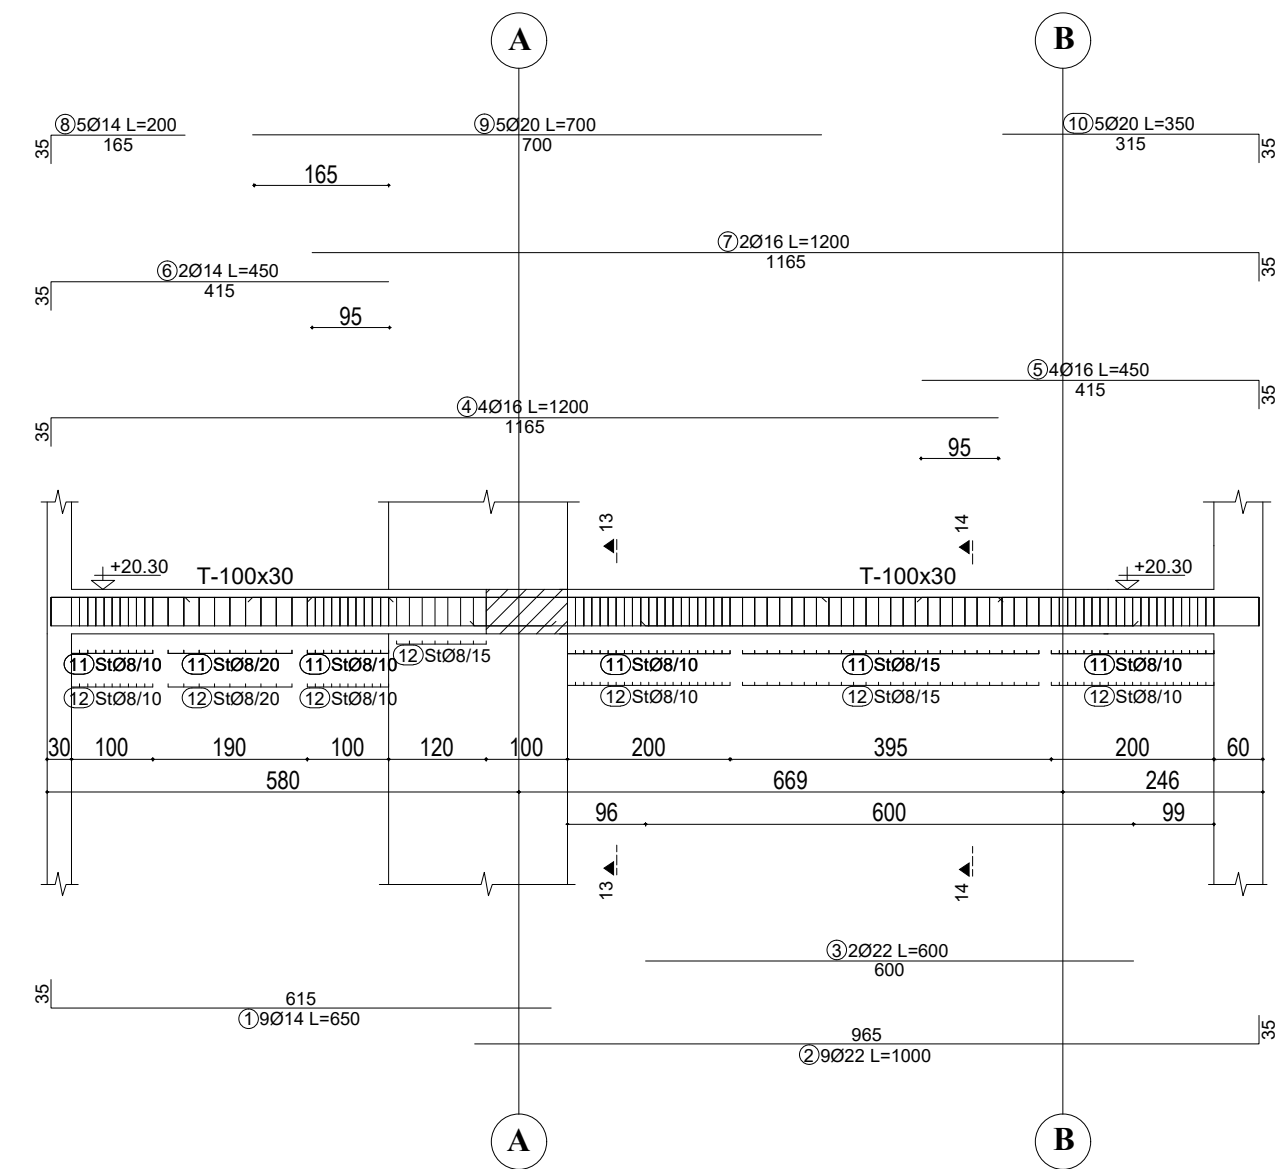 A B
⑧5Ø14 L=200 ⑨5Ø20 L=700 ⑩5Ø20 L=350
35 165 700 315 35
165
⑦2Ø16 L=1200
1165 35
⑥2Ø14 L=450
35 415
95
⑤4Ø16 L=450
415 35
④4Ø16 L=1200
35 1165
95
13 14
+20.30 T-100x30 T-100x30 +20.30
⑫StØ8/15
⑪StØ8/10 ⑪StØ8/20 ⑪StØ8/10 ⑪StØ8/10 ⑪StØ8/15 ⑪StØ8/10
⑫StØ8/10 ⑫StØ8/20 ⑫StØ8/10 ⑫StØ8/10 ⑫StØ8/15 ⑫StØ8/10
30 100 190 100 120 100 200 395 200 60
580 669 246
96 600 99
13 14
③2Ø22 L=600
600
35 615
①9Ø14 L=650
965 35
②9Ø22 L=1000
A B